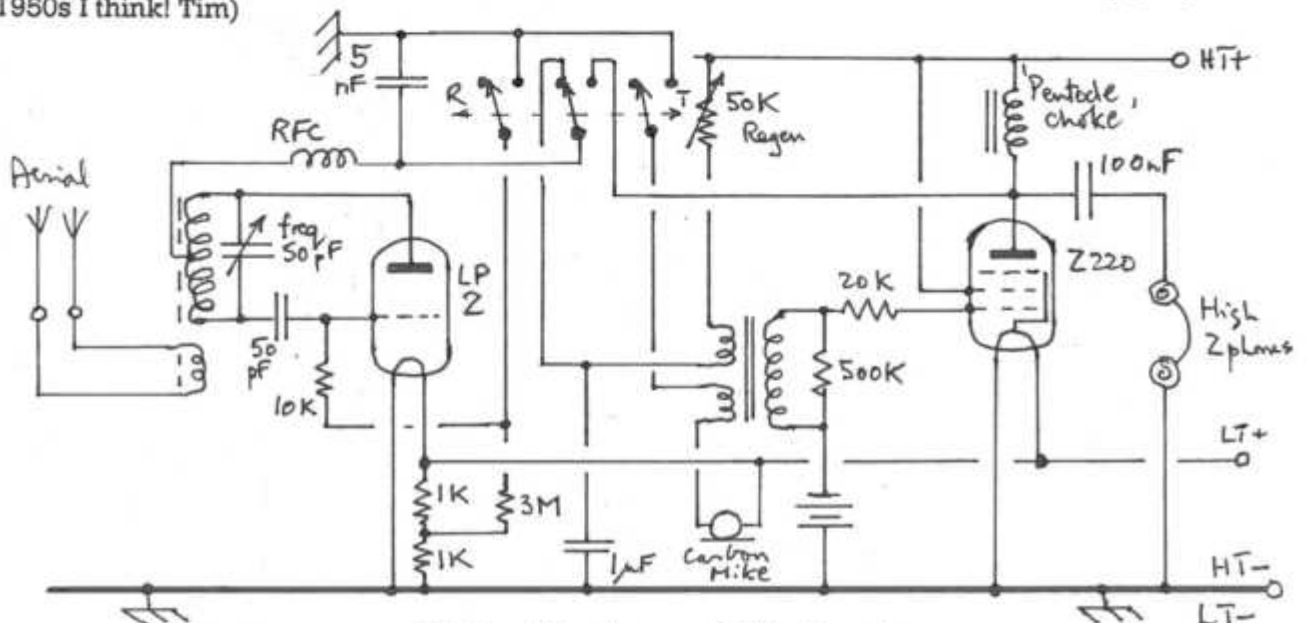 1950s I think! Tim)
5
nF
R
T
50K
Regen
HT+
'Pentode
choke'
100nF
RFC
Aerial
freq
50pF
LP
2
Z220
20K
High
Z phones
50
pF
10K
500K
LT+
1K
3M
1K
1µF
Carbon
Mike
HT-
LT-